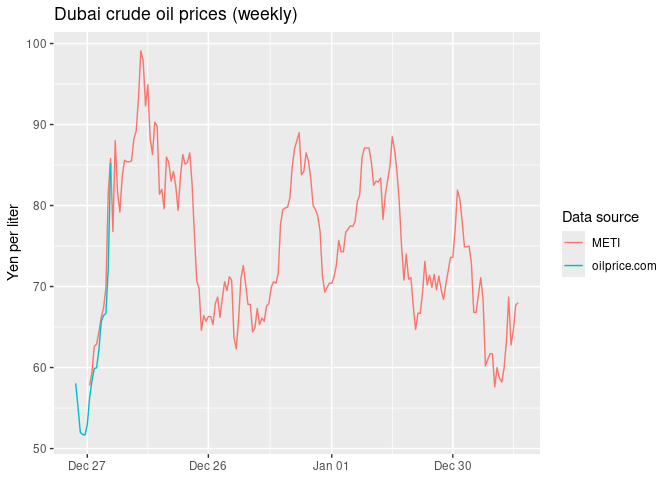 Dubai crude oil prices (weekly)
100
90
80
70
60
50
Yen per liter
Dec 27
Dec 26
Jan 01
Dec 30
Data source
METI
oilprice.com